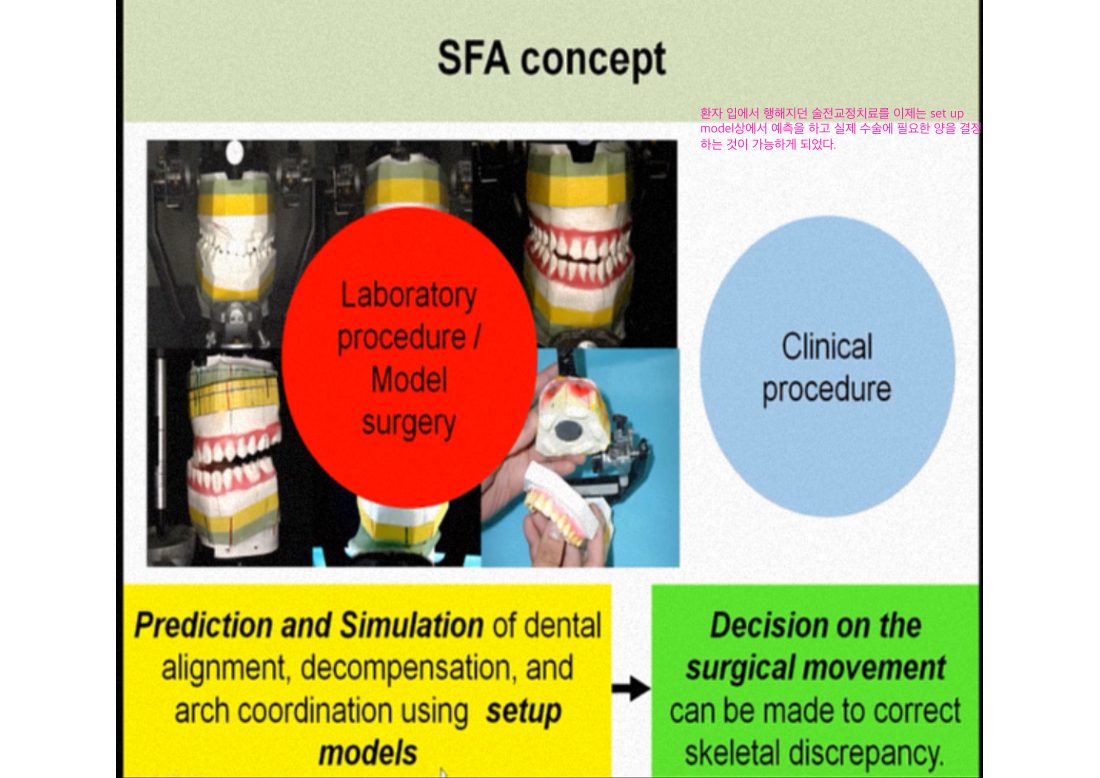 SFA concept
환자 입에서 행해지던 술전교정치료를 이제는 set up
model상에서 예측을 하고 실제 수술에 필요한 양을 결정
하는 것이 가능하게 되었다.
Laboratory
procedure /
Model
surgery
Clinical
procedure
Prediction and Simulation of dental
alignment, decompensation, and
arch coordination using setup
models
Decision on the
surgical movement
can be made to correct
skeletal discrepancy.